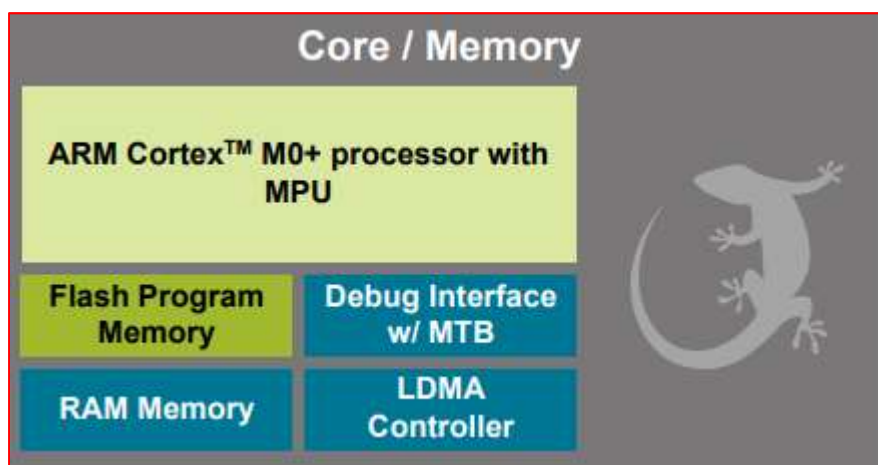 Core / Memory
ARM Cortex™ M0+ processor with
MPU
Flash Program
Memory
Debug Interface
w/ MTB
RAM Memory
LDMA
Controller